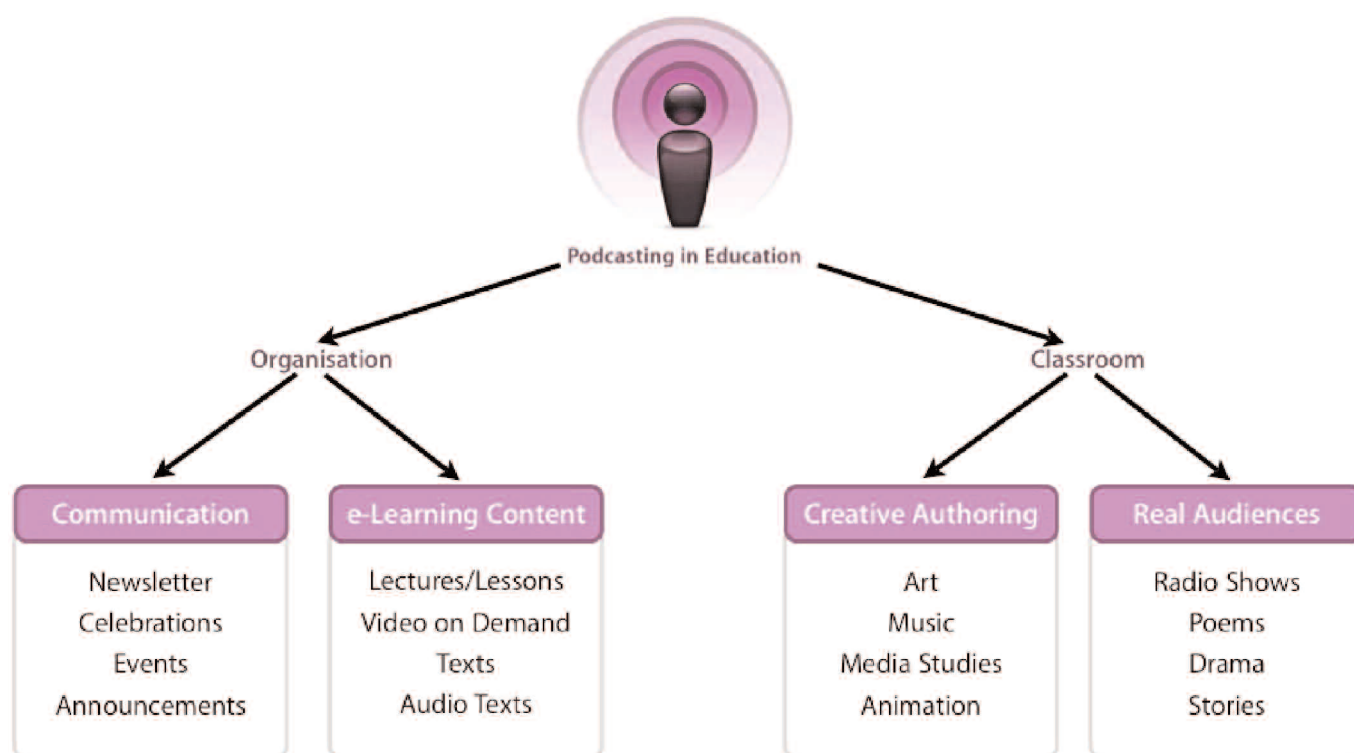 Podcasting in Education
Organisation
Classroom
Communication
Newsletter
Celebrations
Events
Announcements
e-Learning Content
Lectures/Lessons
Video on Demand
Texts
Audio Texts
Creative Authoring
Art
Music
Media Studies
Animation
Real Audiences
Radio Shows
Poems
Drama
Stories